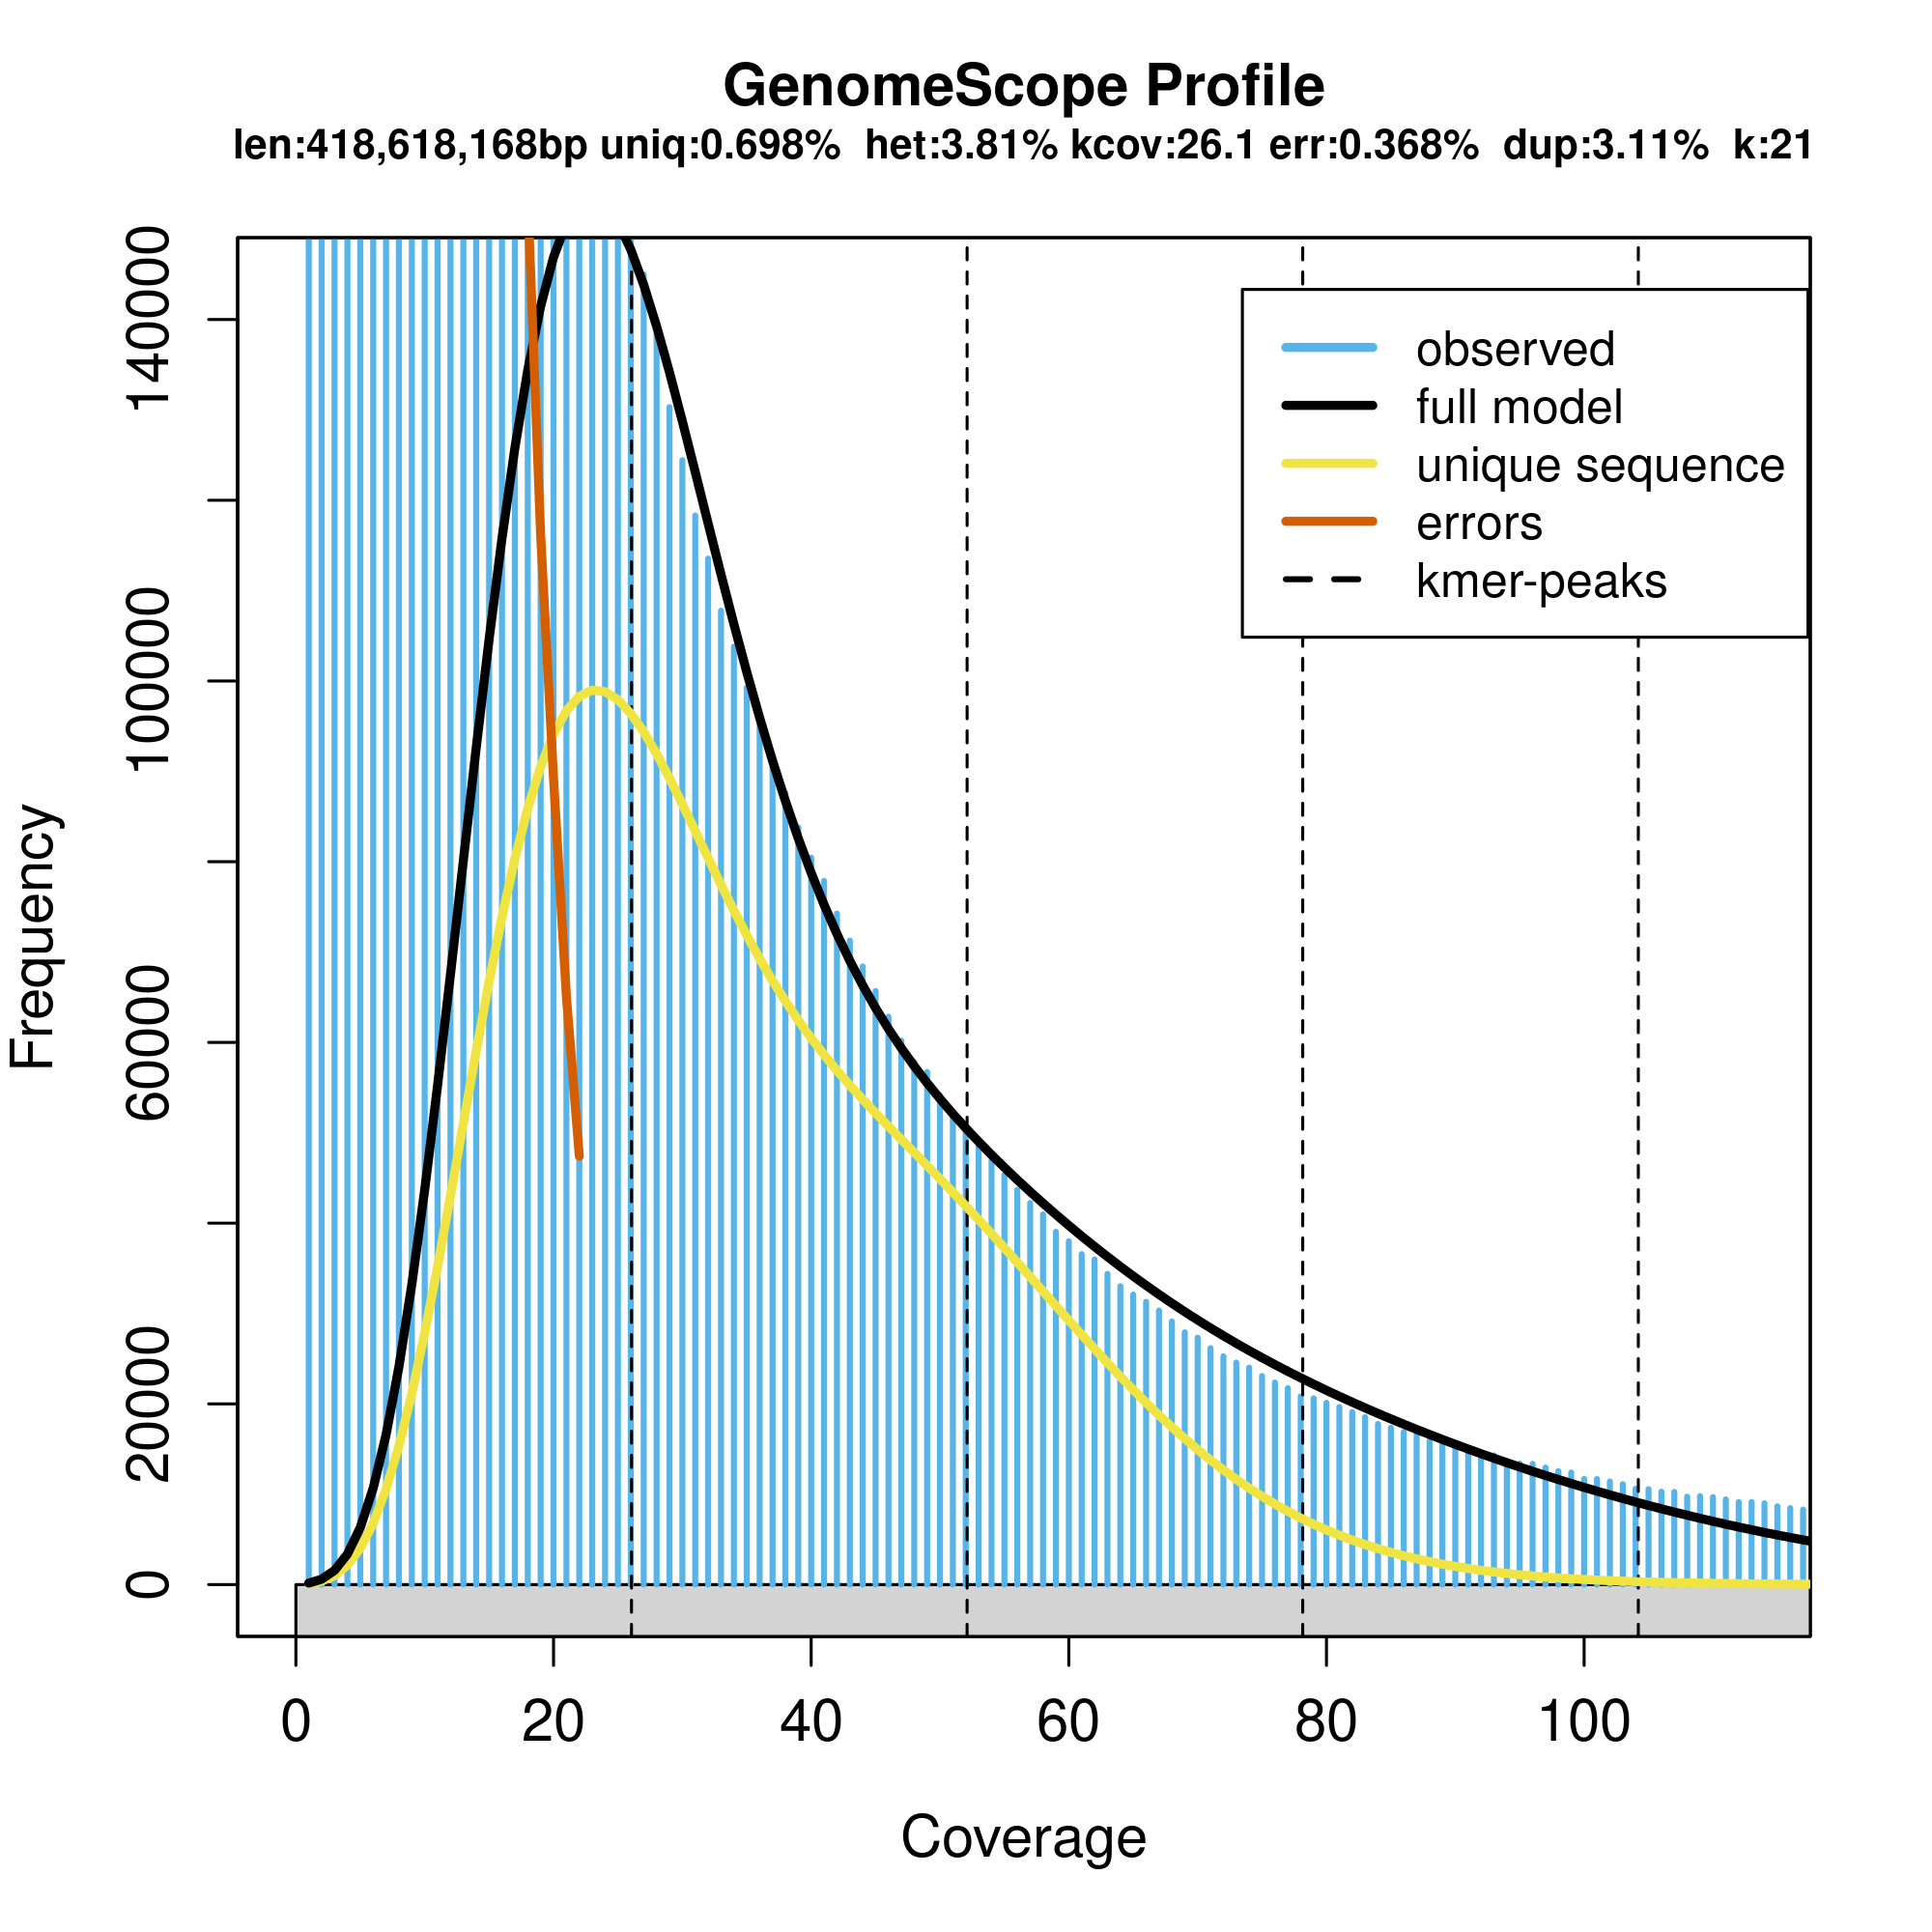 GenomeScope Profile
len:418,618,168bp uniq:0.698% het:3.81% kcov:26.1 err:0.368% dup:3.11% k:21
observed
full model
unique sequence
errors
kmer-peaks
Frequency
140000
100000
60000
20000
0
0 20 40 60 80 100
Coverage